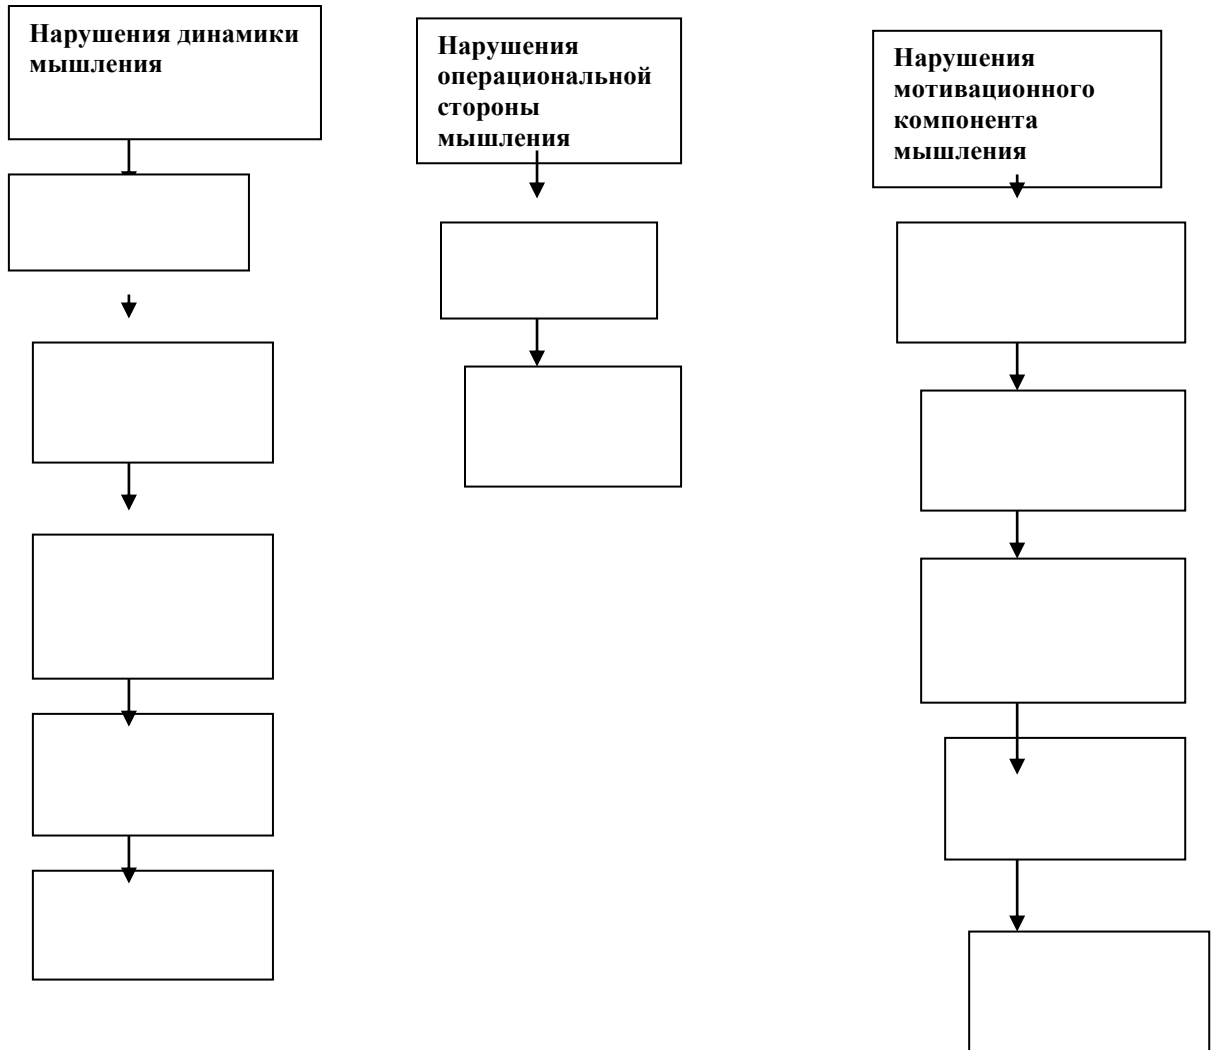 Нарушения динамики
мышления
Нарушения
операциональной
стороны
мышления
Нарушения
мотивационного
компонента
мышления